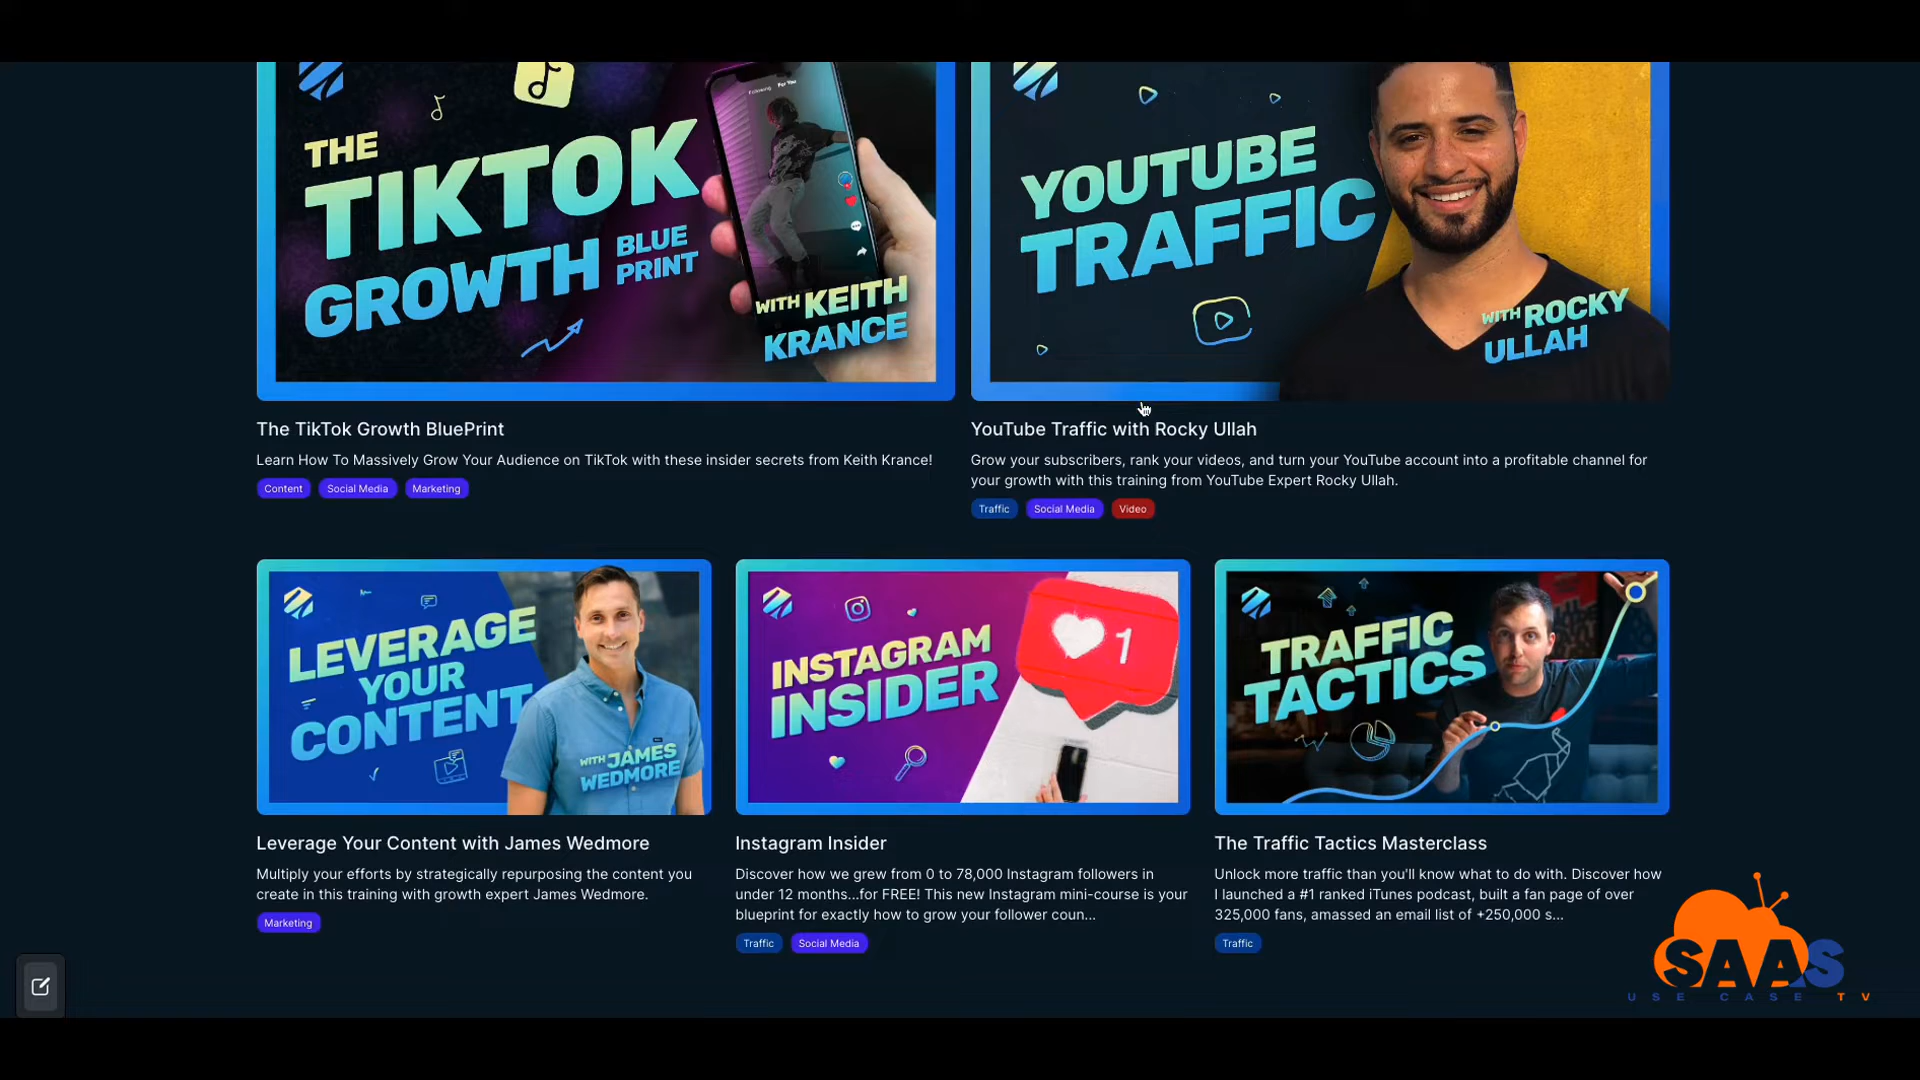 Following For You
THE
TIKTOK
GROWTH
BLUE
PRINT
WITH KEITH
KRANCE
YOUTUBE
TRAFFIC
WITH ROCKY
ULLAH
The TikTok Growth BluePrint
Learn How To Massively Grow Your Audience on TikTok with these insider secrets from Keith Krance!
Content Social Media Marketing
YouTube Traffic with Rocky Ullah
Grow your subscribers, rank your videos, and turn your YouTube account into a profitable channel for
your growth with this training from YouTube Expert Rocky Ullah.
Traffic Social Media Video
LEVERAGE
YOUR
CONTENT
WITH JAMES
WEDMORE
INSTAGRAM
INSIDER
1
TRAFFIC
TACTICS
Leverage Your Content with James Wedmore
Multiply your efforts by strategically repurposing the content you
create in this training with growth expert James Wedmore.
Marketing
Instagram Insider
Discover how we grew from 0 to 78,000 Instagram followers in
under 12 months...for FREE! This new Instagram mini-course is your
blueprint for exactly how to grow your follower coun...
Traffic Social Media
The Traffic Tactics Masterclass
Unlock more traffic than you'll know what to do with. Discover how
I launched a #1 ranked iTunes podcast, built a fan page of over
325,000 fans, amassed an email list of +250,000 s...
Traffic
SAAS
USE CASE TV